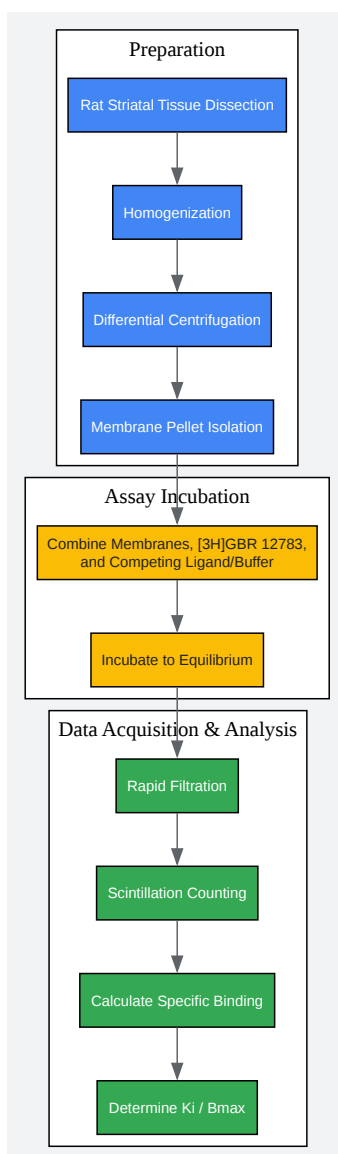 Preparation
Rat Striatal Tissue Dissection
Homogenization
Differential Centrifugation
Membrane Pellet Isolation
Assay Incubation
Combine Membranes, [3H]GBR 12783,
and Competing Ligand/Buffer
Incubate to Equilibrium
Data Acquisition & Analysis
Rapid Filtration
Scintillation Counting
Calculate Specific Binding
Determine Ki / Bmax